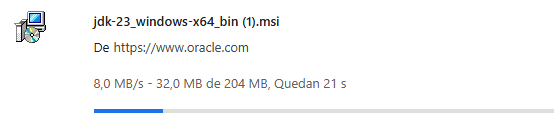 jdk-23_windows-x64_bin (1).msi
De https://www.oracle.com
8,0 MB/s - 32,0 MB de 204 MB, Quedan 21 s